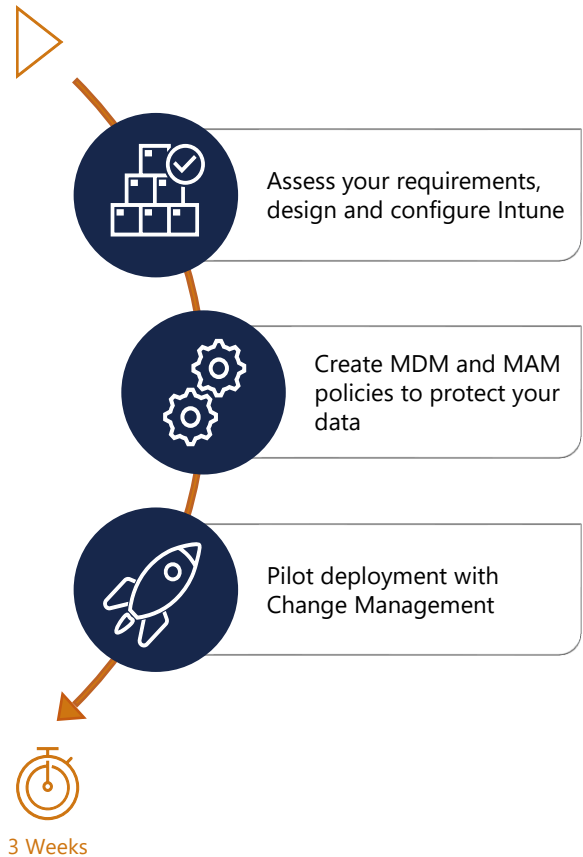 Assess your requirements,
design and configure Intune
Create MDM and MAM
policies to protect your
data
Pilot deployment with
Change Management
3 Weeks